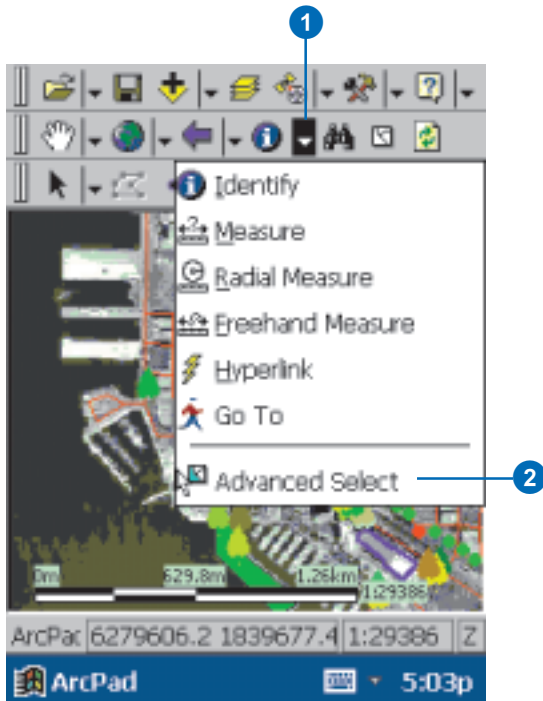 1
Identify
Measure
Radial Measure
Freehand Measure
Hyperlink
Go To
Advanced Select
2
0m 629.8m 1.26km
1:29386
ArcPac 6279606.2 1839677.4 1:29386 Z
ArcPad 5:03p